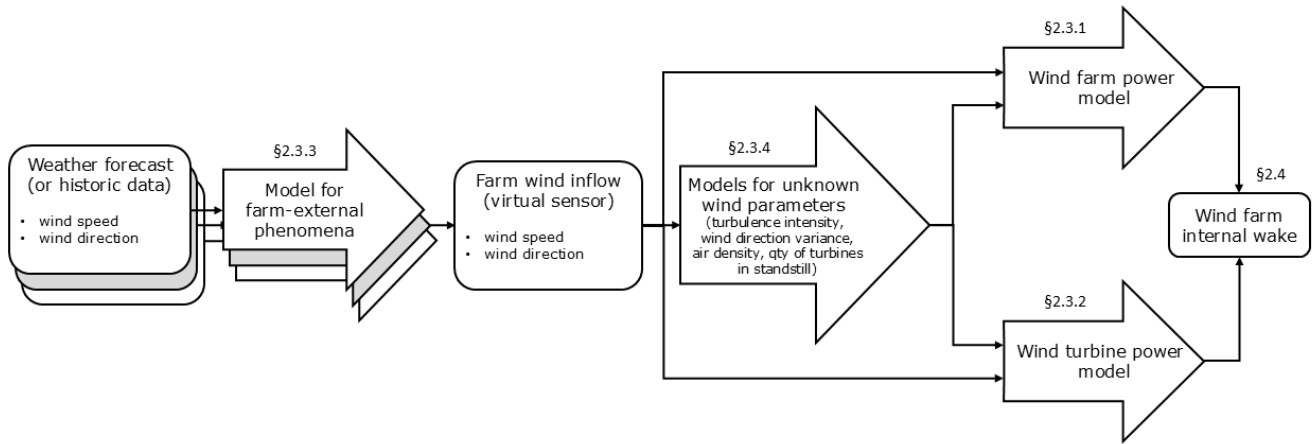 §2.3.1
Wind farm power
model
§2.3.3
§2.3.4
Weather forecast
(or historic data)
• wind speed
• wind direction
Model for
farm-external
phenomena
Farm wind inflow
(virtual sensor)
• wind speed
• wind direction
Models for unknown
wind parameters
(turbulence intensity,
wind direction variance,
air density, qty of turbines
in standstill)
§2.4
Wind farm
internal wake
§2.3.2
Wind turbine power
model